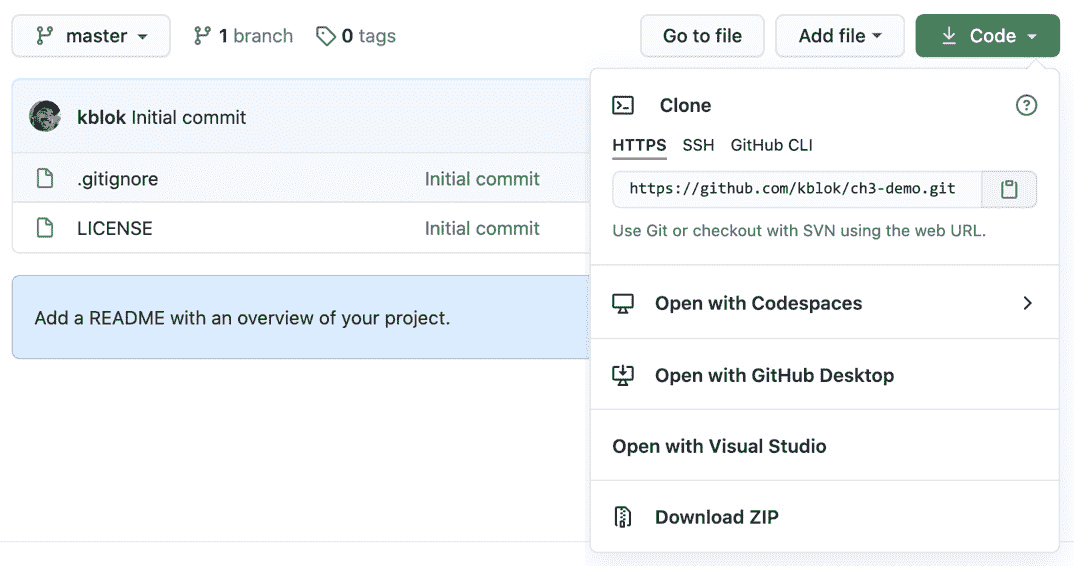 master 1 branch 0 tags Go to file Add file Code
kblok Initial commit
.gitignore Initial commit
LICENSE Initial commit
Add a README with an overview of your project.
Clone
HTTPS SSH GitHub CLI
https://github.com/kblok/ch3-demo.git
Use Git or checkout with SVN using the web URL.
Open with Codespaces
Open with GitHub Desktop
Open with Visual Studio
Download ZIP